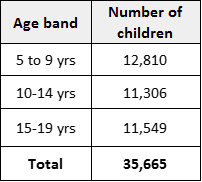 Age band Number of children
5 to 9 yrs 12,810
10-14 yrs 11,306
15-19 yrs 11,549
Total 35,665